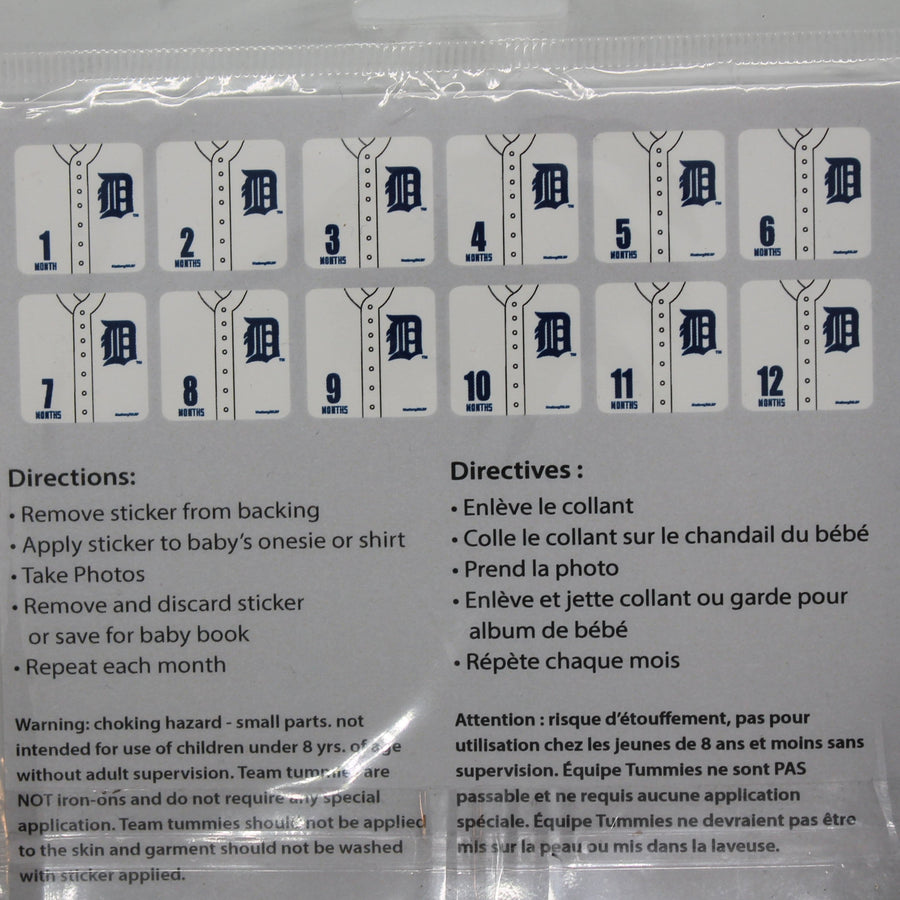 1 MONTH
2 MONTHS
3 MONTHS
4 MONTHS
5 MONTHS
6 MONTHS
7 MONTHS
8 MONTHS
9 MONTHS
10 MONTHS
11 MONTHS
12 MONTHS
Directions:
• Remove sticker from backing
• Apply sticker to baby's onesie or shirt
• Take Photos
• Remove and discard sticker
or save for baby book
• Repeat each month
Warning: choking hazard - small parts. not
intended for use of children under 8 yrs. of age
without adult supervision. Team tummies are
NOT iron-ons and do not require any special
application. Team tummies should not be applied
to the skin and garment should not be washed
with sticker applied.
Directives :
• Enlève le collant
• Colle le collant sur le chandail du bébé
• Prend la photo
• Enlève et jette collant ou garde pour
album de bébé
• Répète chaque mois
Attention : risque d'étouffement, pas pour
utilisation chez les jeunes de 8 ans et moins sans
supervision. Équipe Tummies ne sont PAS
passable et ne requis aucune application
spéciale. Équipe Tummies ne devraient pas être
mis sur la peau ou mis dans la laveuse.